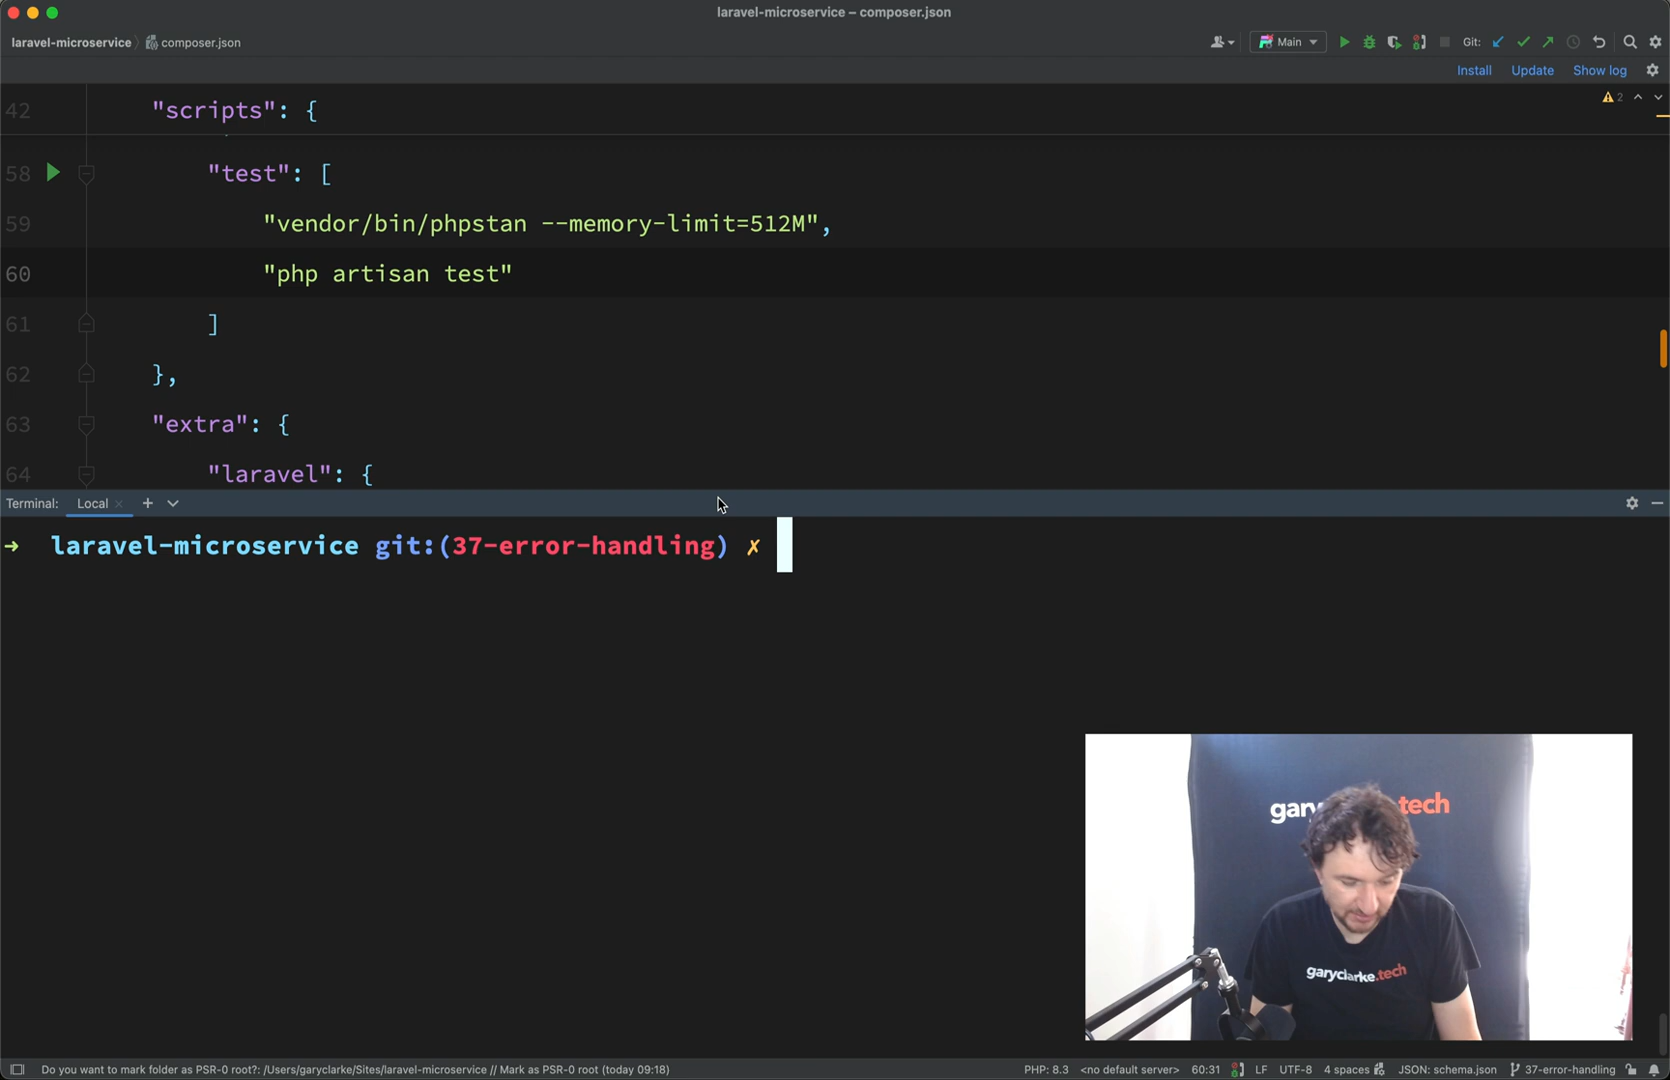 laravel-microservice – composer.json
laravel-microservice
composer.json
Main
Git:
Install
Update
Show log
2
42 "scripts": {
58 "test": [
59 "vendor/bin/phpstan --memory-limit=512M",
60 "php artisan test"
61 ]
62 },
63 "extra": {
64 "laravel": {
Terminal:
Local
➜ laravel-microservice git:(37-error-handling) ✗
gary
tech
garyclarke.tech
Do you want to mark folder as PSR-0 root?: /Users/garyclarke/Sites/laravel-microservice // Mark as PSR-0 root (today 09:18)
PHP: 8.3
<no default server>
60:31
LF
UTF-8
4 spaces
JSON: schema.json
37-error-handling